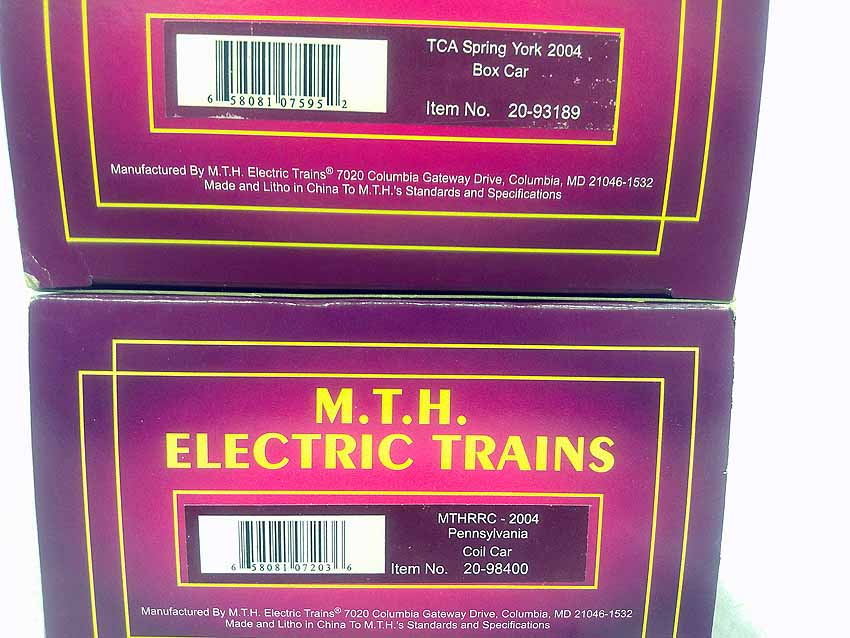 TCA Spring York 2004
Box Car
6 58081 07595 2
Item No. 20-93189
Manufactured By M.T.H. Electric Trains® 7020 Columbia Gateway Drive, Columbia, MD 21046-1532
Made and Litho in China To M.T.H.'s Standards and Specifications
M.T.H.
ELECTRIC TRAINS
MTHRRC - 2004
Pennsylvania
Coil Car
6 58081 07203 6
Item No. 20-98400
Manufactured By M.T.H. Electric Trains® 7020 Columbia Gateway Drive, Columbia, MD 21046-1532
Made and Litho in China To M.T.H.'s Standards and Specifications